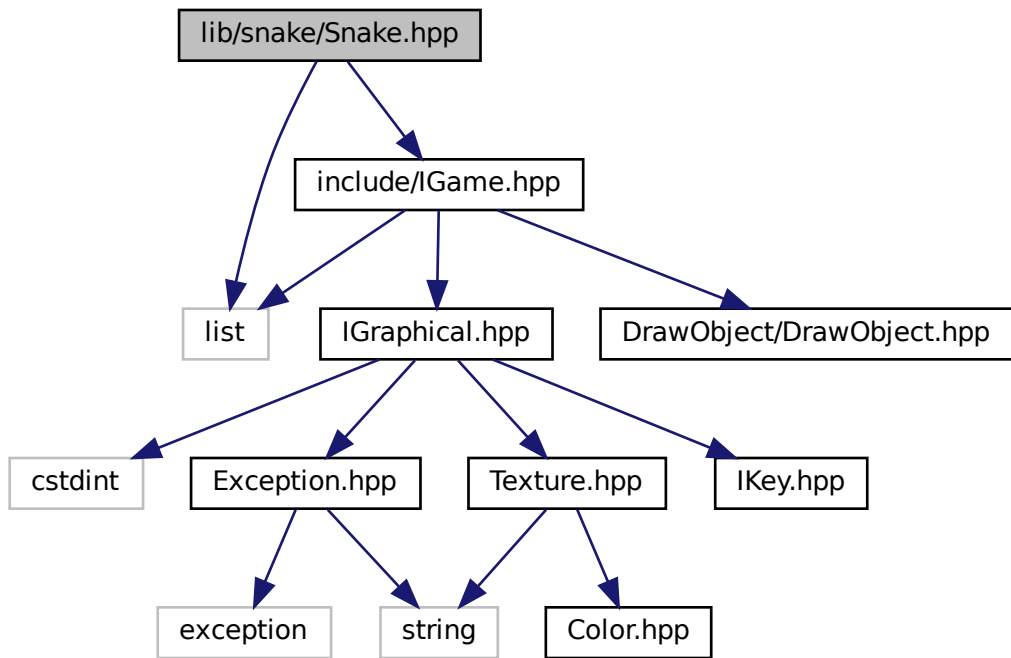 lib/snake/Snake.hpp
include/IGame.hpp
list
IGraphical.hpp
DrawObject/DrawObject.hpp
cstdint
Exception.hpp
Texture.hpp
IKey.hpp
exception
string
Color.hpp